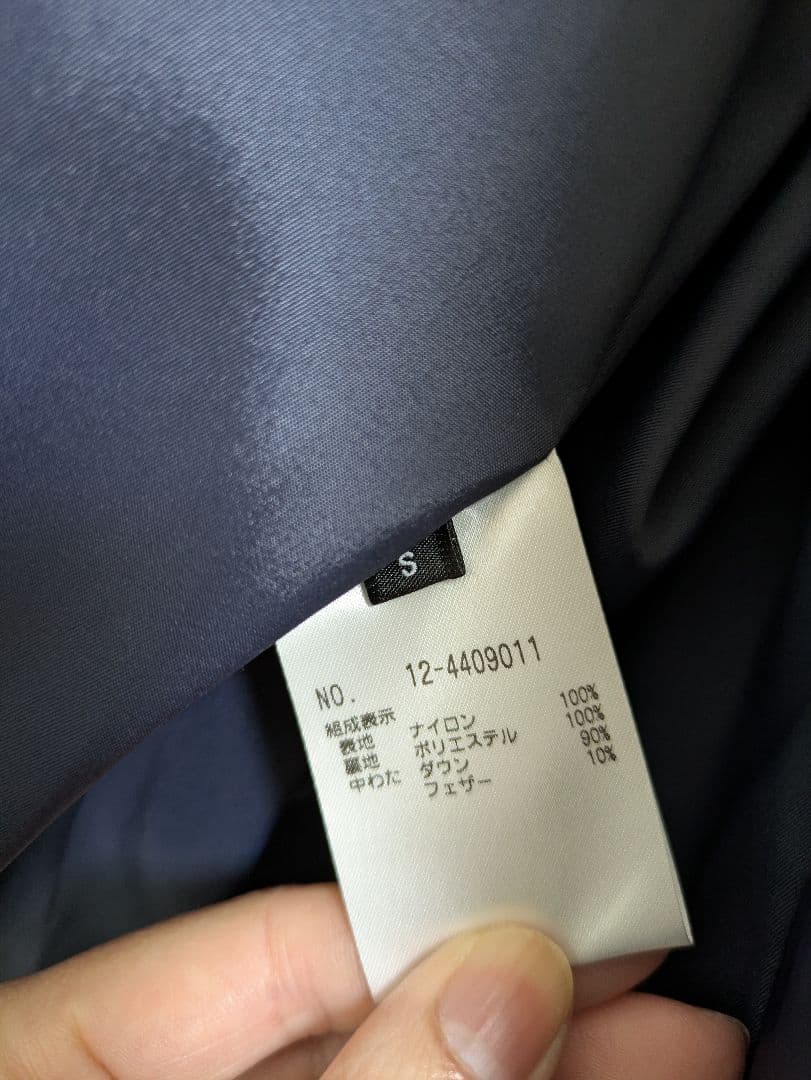 S
NO. 12-4409011
組成表示
表地 ナイロン 100%
裏地 ポリエステル 100%
中わた ダウン 90%
フェザー 10%